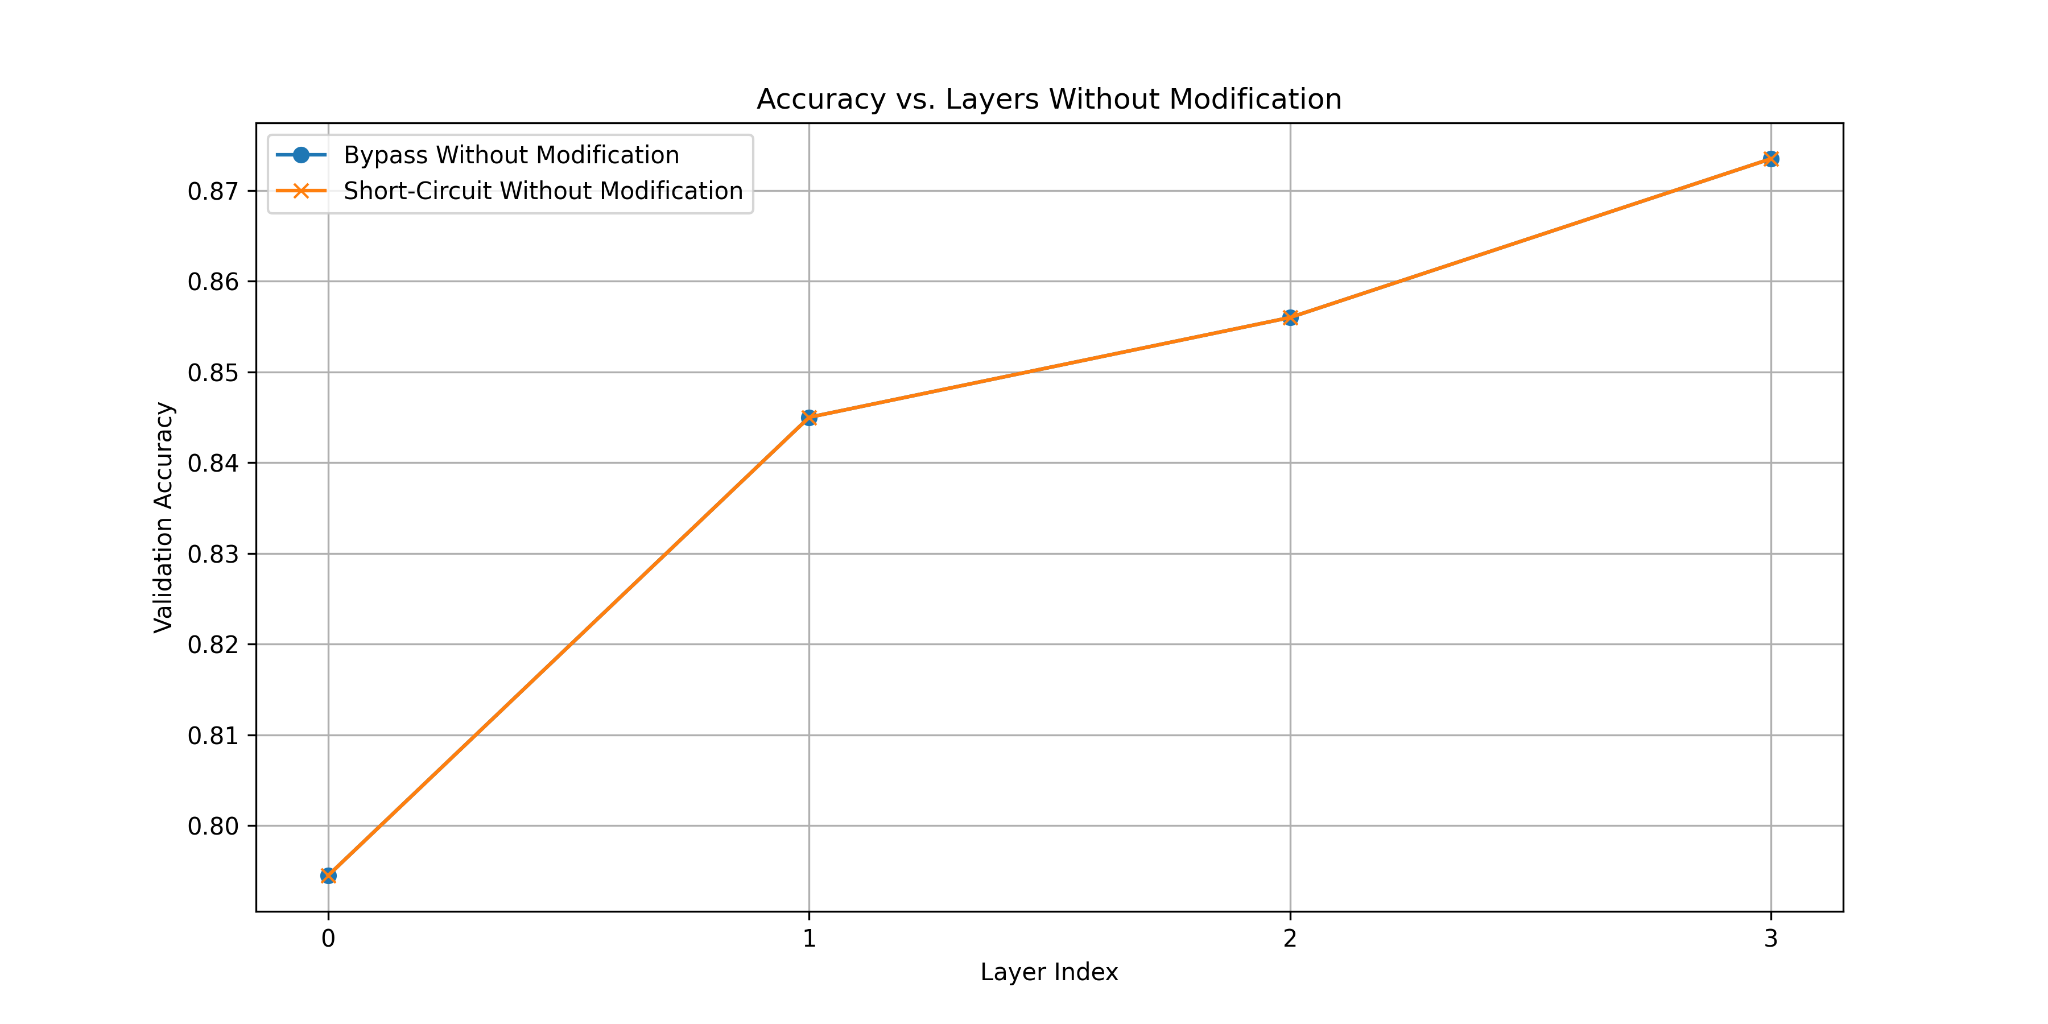 Accuracy vs. Layers Without Modification
Bypass Without Modification
Short-Circuit Without Modification
0.87
0.86
0.85
0.84
0.83
0.82
0.81
0.80
Validation Accuracy
0 1 2 3
Layer Index